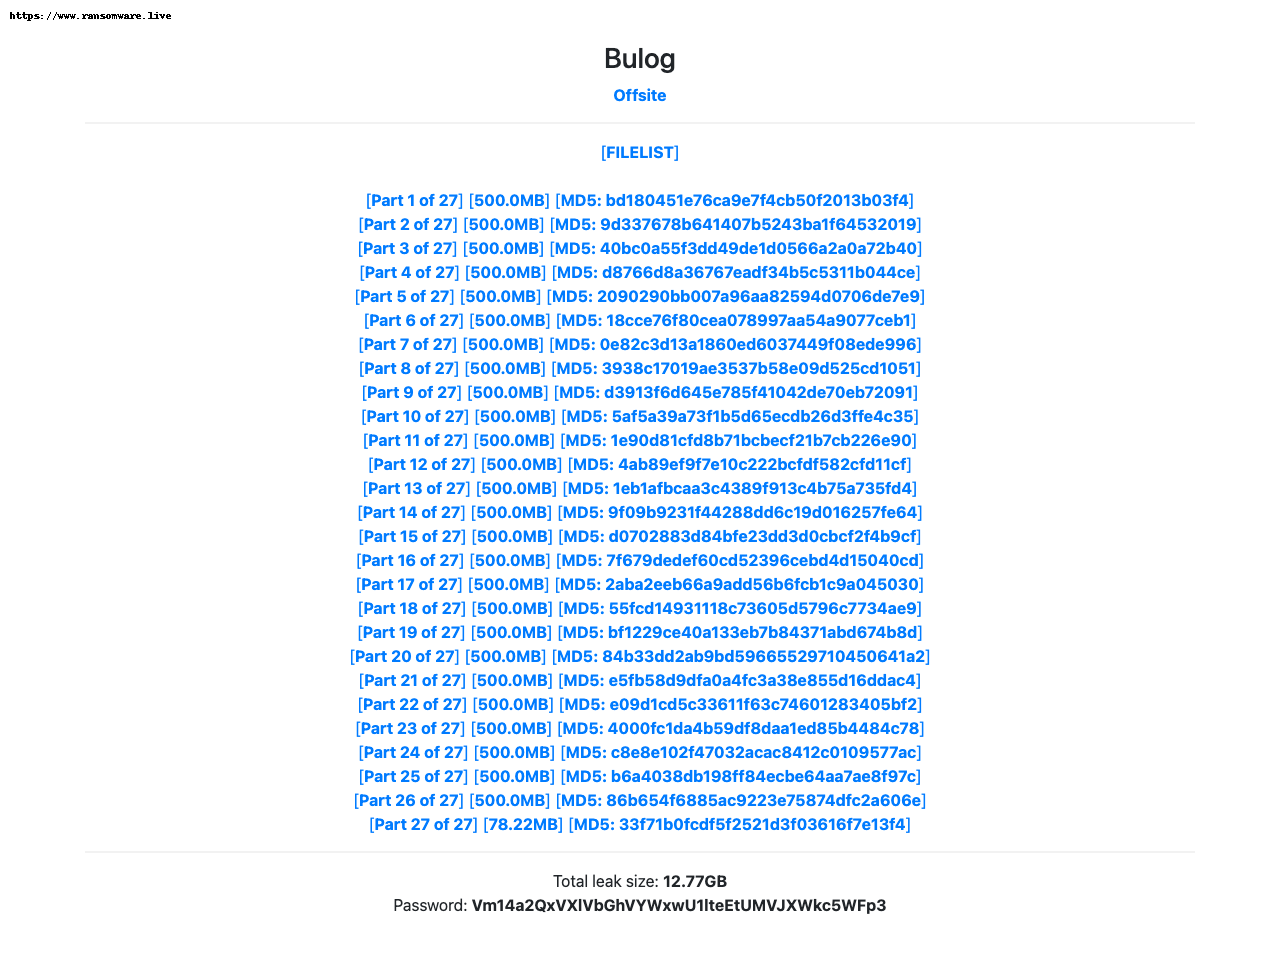 https://www.ransomware.live
Bulog
Offsite
[FILELIST]
[Part 1 of 27] [500.0MB] [MD5: bd180451e76ca9e7f4cb50f2013b03f4]
[Part 2 of 27] [500.0MB] [MD5: 9d337678b641407b5243ba1f64532019]
[Part 3 of 27] [500.0MB] [MD5: 40bc0a55f3dd49de1d0566a2a0a72b40]
[Part 4 of 27] [500.0MB] [MD5: d8766d8a36767eadf34b5c5311b044ce]
[Part 5 of 27] [500.0MB] [MD5: 2090290bb007a96aa82594d0706de7e9]
[Part 6 of 27] [500.0MB] [MD5: 18cce76f80cea078997aa54a9077ceb1]
[Part 7 of 27] [500.0MB] [MD5: 0e82c3d13a1860ed6037449f08ede996]
[Part 8 of 27] [500.0MB] [MD5: 3938c17019ae3537b58e09d525cd1051]
[Part 9 of 27] [500.0MB] [MD5: d3913f6d645e785f41042de70eb72091]
[Part 10 of 27] [500.0MB] [MD5: 5af5a39a73f1b5d65ecdb26d3ffe4c35]
[Part 11 of 27] [500.0MB] [MD5: 1e90d81cfd8b71bcbecf21b7cb226e90]
[Part 12 of 27] [500.0MB] [MD5: 4ab89ef9f7e10c222bcfdf582cfd11cf]
[Part 13 of 27] [500.0MB] [MD5: 1eb1afbcaa3c4389f913c4b75a735fd4]
[Part 14 of 27] [500.0MB] [MD5: 9f09b9231f44288dd6c19d016257fe64]
[Part 15 of 27] [500.0MB] [MD5: d0702883d84bfe23dd3d0cbcf2f4b9cf]
[Part 16 of 27] [500.0MB] [MD5: 7f679dedef60cd52396cebd4d15040cd]
[Part 17 of 27] [500.0MB] [MD5: 2aba2eeb66a9add56b6fcb1c9a045030]
[Part 18 of 27] [500.0MB] [MD5: 55fcd14931118c73605d5796c7734ae9]
[Part 19 of 27] [500.0MB] [MD5: bf1229ce40a133eb7b84371abd674b8d]
[Part 20 of 27] [500.0MB] [MD5: 84b33dd2ab9bd59665529710450641a2]
[Part 21 of 27] [500.0MB] [MD5: e5fb58d9dfa0a4fc3a38e855d16ddac4]
[Part 22 of 27] [500.0MB] [MD5: e09d1cd5c33611f63c74601283405bf2]
[Part 23 of 27] [500.0MB] [MD5: 4000fc1da4b59df8daa1ed85b4484c78]
[Part 24 of 27] [500.0MB] [MD5: c8e8e102f47032acac8412c0109577ac]
[Part 25 of 27] [500.0MB] [MD5: b6a4038db198ff84ecbe64aa7ae8f97c]
[Part 26 of 27] [500.0MB] [MD5: 86b654f6885ac9223e75874dfc2a606e]
[Part 27 of 27] [78.22MB] [MD5: 33f71b0fcdf5f2521d3f03616f7e13f4]
Total leak size: 12.77GB
Password: Vm14a2QxVXlVbGhVYWxwU1lteEtUMVJXWkc5WFp3